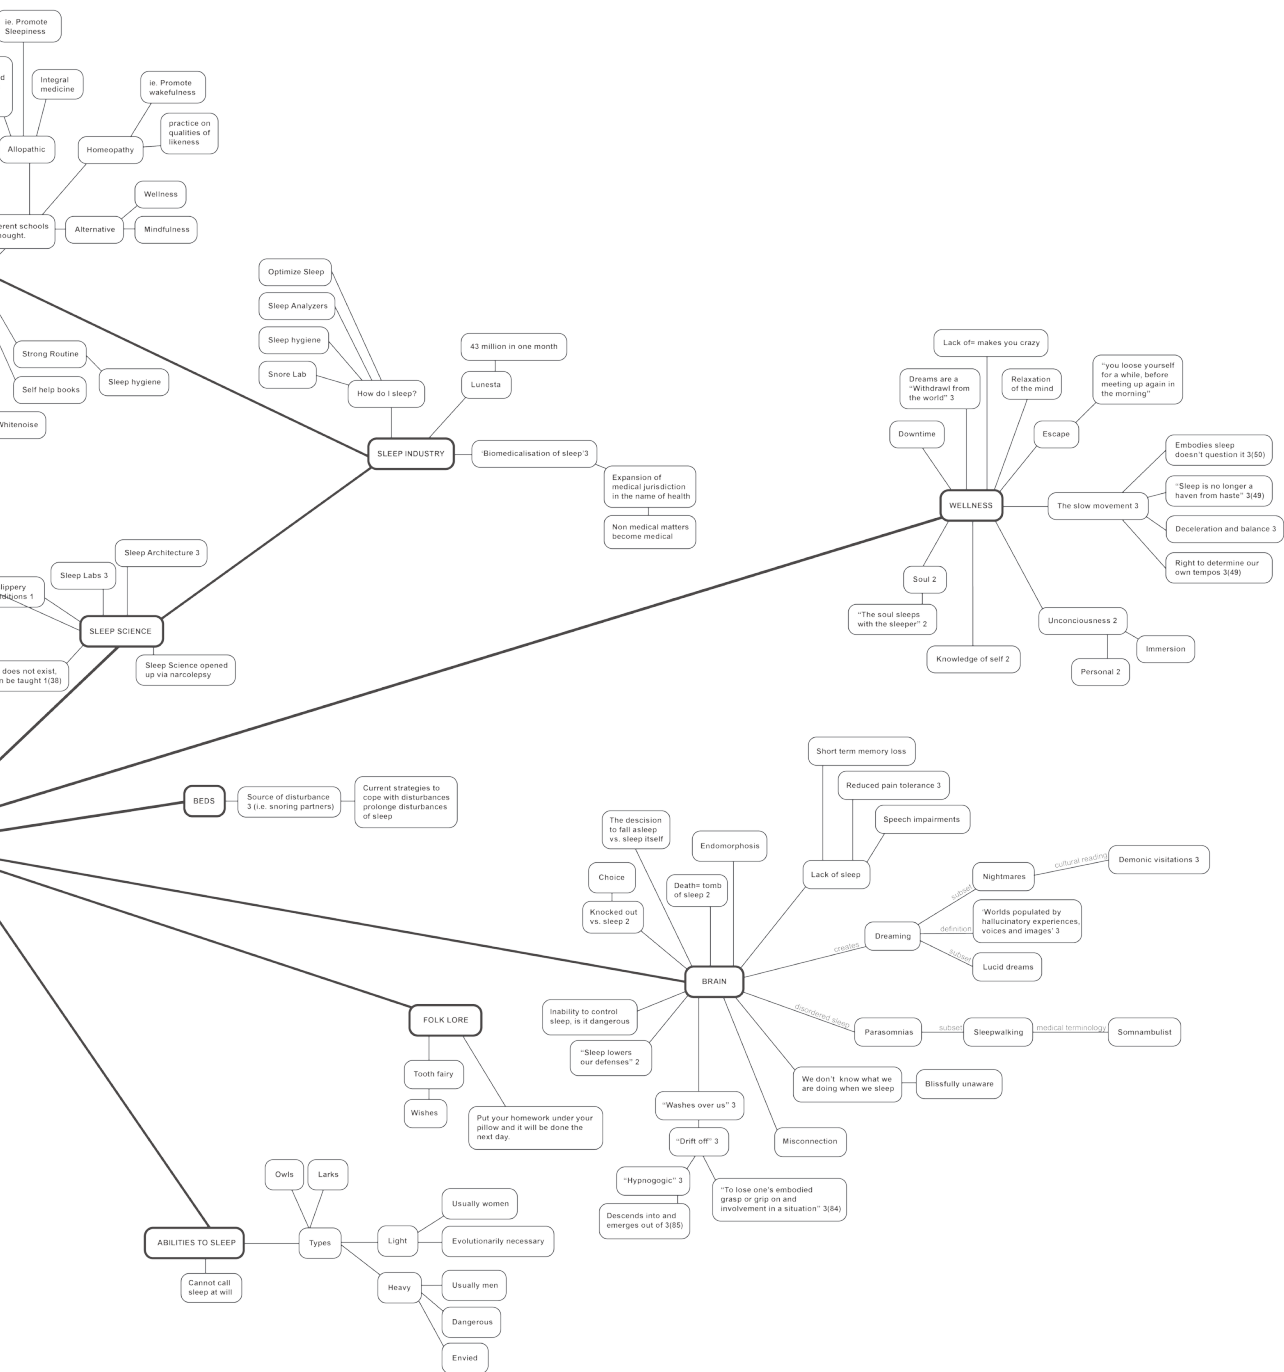 ie. Promote
Sleepiness
d
Integral
medicine
ie. Promote
wakefulness
practice on
qualities of
likeness
Allopathic
Homeopathy
Wellness
erent schools
hought.
Alternative
Mindfulness
Optimize Sleep
Sleep Analyzers
Sleep hygiene
Snore Lab
How do I sleep?
43 million in one month
Lunesta
Strong Routine
Self help books
Sleep hygiene
Whitenoise
SLEEP INDUSTRY
'Biomedicalisation of sleep'3
Expansion of
medical jurisdiction
in the name of health
Non medical matters
become medical
Lack of= makes you crazy
Dreams are a
"Withdrawl from
the world" 3
Relaxation
of the mind
"you loose yourself
for a while, before
meeting up again in
the morning"
Downtime
Escape
Embodies sleep
doesn't question it 3(50)
"Sleep is no longer a
haven from haste" 3(49)
WELLNESS
The slow movement 3
Deceleration and balance 3
Right to determine our
own tempos 3(49)
Soul 2
"The soul sleeps
with the sleeper" 2
Knowledge of self 2
Unconciousness 2
Immersion
Personal 2
Sleep Architecture 3
Sleep Labs 3
lippery
ditions 1
SLEEP SCIENCE
does not exist,
n be taught 1(38)
Sleep Science opened
up via narcolepsy
BEDS
Source of disturbance
3 (i.e. snoring partners)
Current strategies to
cope with disturbances
prolonge disturbances
of sleep
Short term memory loss
Reduced pain tolerance 3
Speech impairments
Lack of sleep
The descision
to fall asleep
vs. sleep itself
Endomorphosis
Choice
Death= tomb
of sleep 2
Knocked out
vs. sleep 2
BRAIN
creates
Dreaming
subset
Nightmares
cultural reading
Demonic visitations 3
definition
'Worlds populated by
hallucinatory experiences,
voices and images' 3
subset
Lucid dreams
disordered sleep
Parasomnias
subset
Sleepwalking
medical terminology
Somnambulist
Inability to control
sleep, is it dangerous
"Sleep lowers
our defenses" 2
We don't know what we
are doing when we sleep
Blissfully unaware
"Washes over us" 3
"Drift off" 3
Misconnection
"Hypnogogic" 3
Descends into and
emerges out of 3(85)
"To lose one's embodied
grasp or grip on and
involvement in a situation" 3(84)
FOLK LORE
Tooth fairy
Wishes
Put your homework under your
pillow and it will be done the
next day.
Owls
Larks
ABILITIES TO SLEEP
Types
Cannot call
sleep at will
Light
Usually women
Evolutionarily necessary
Heavy
Usually men
Dangerous
Envied